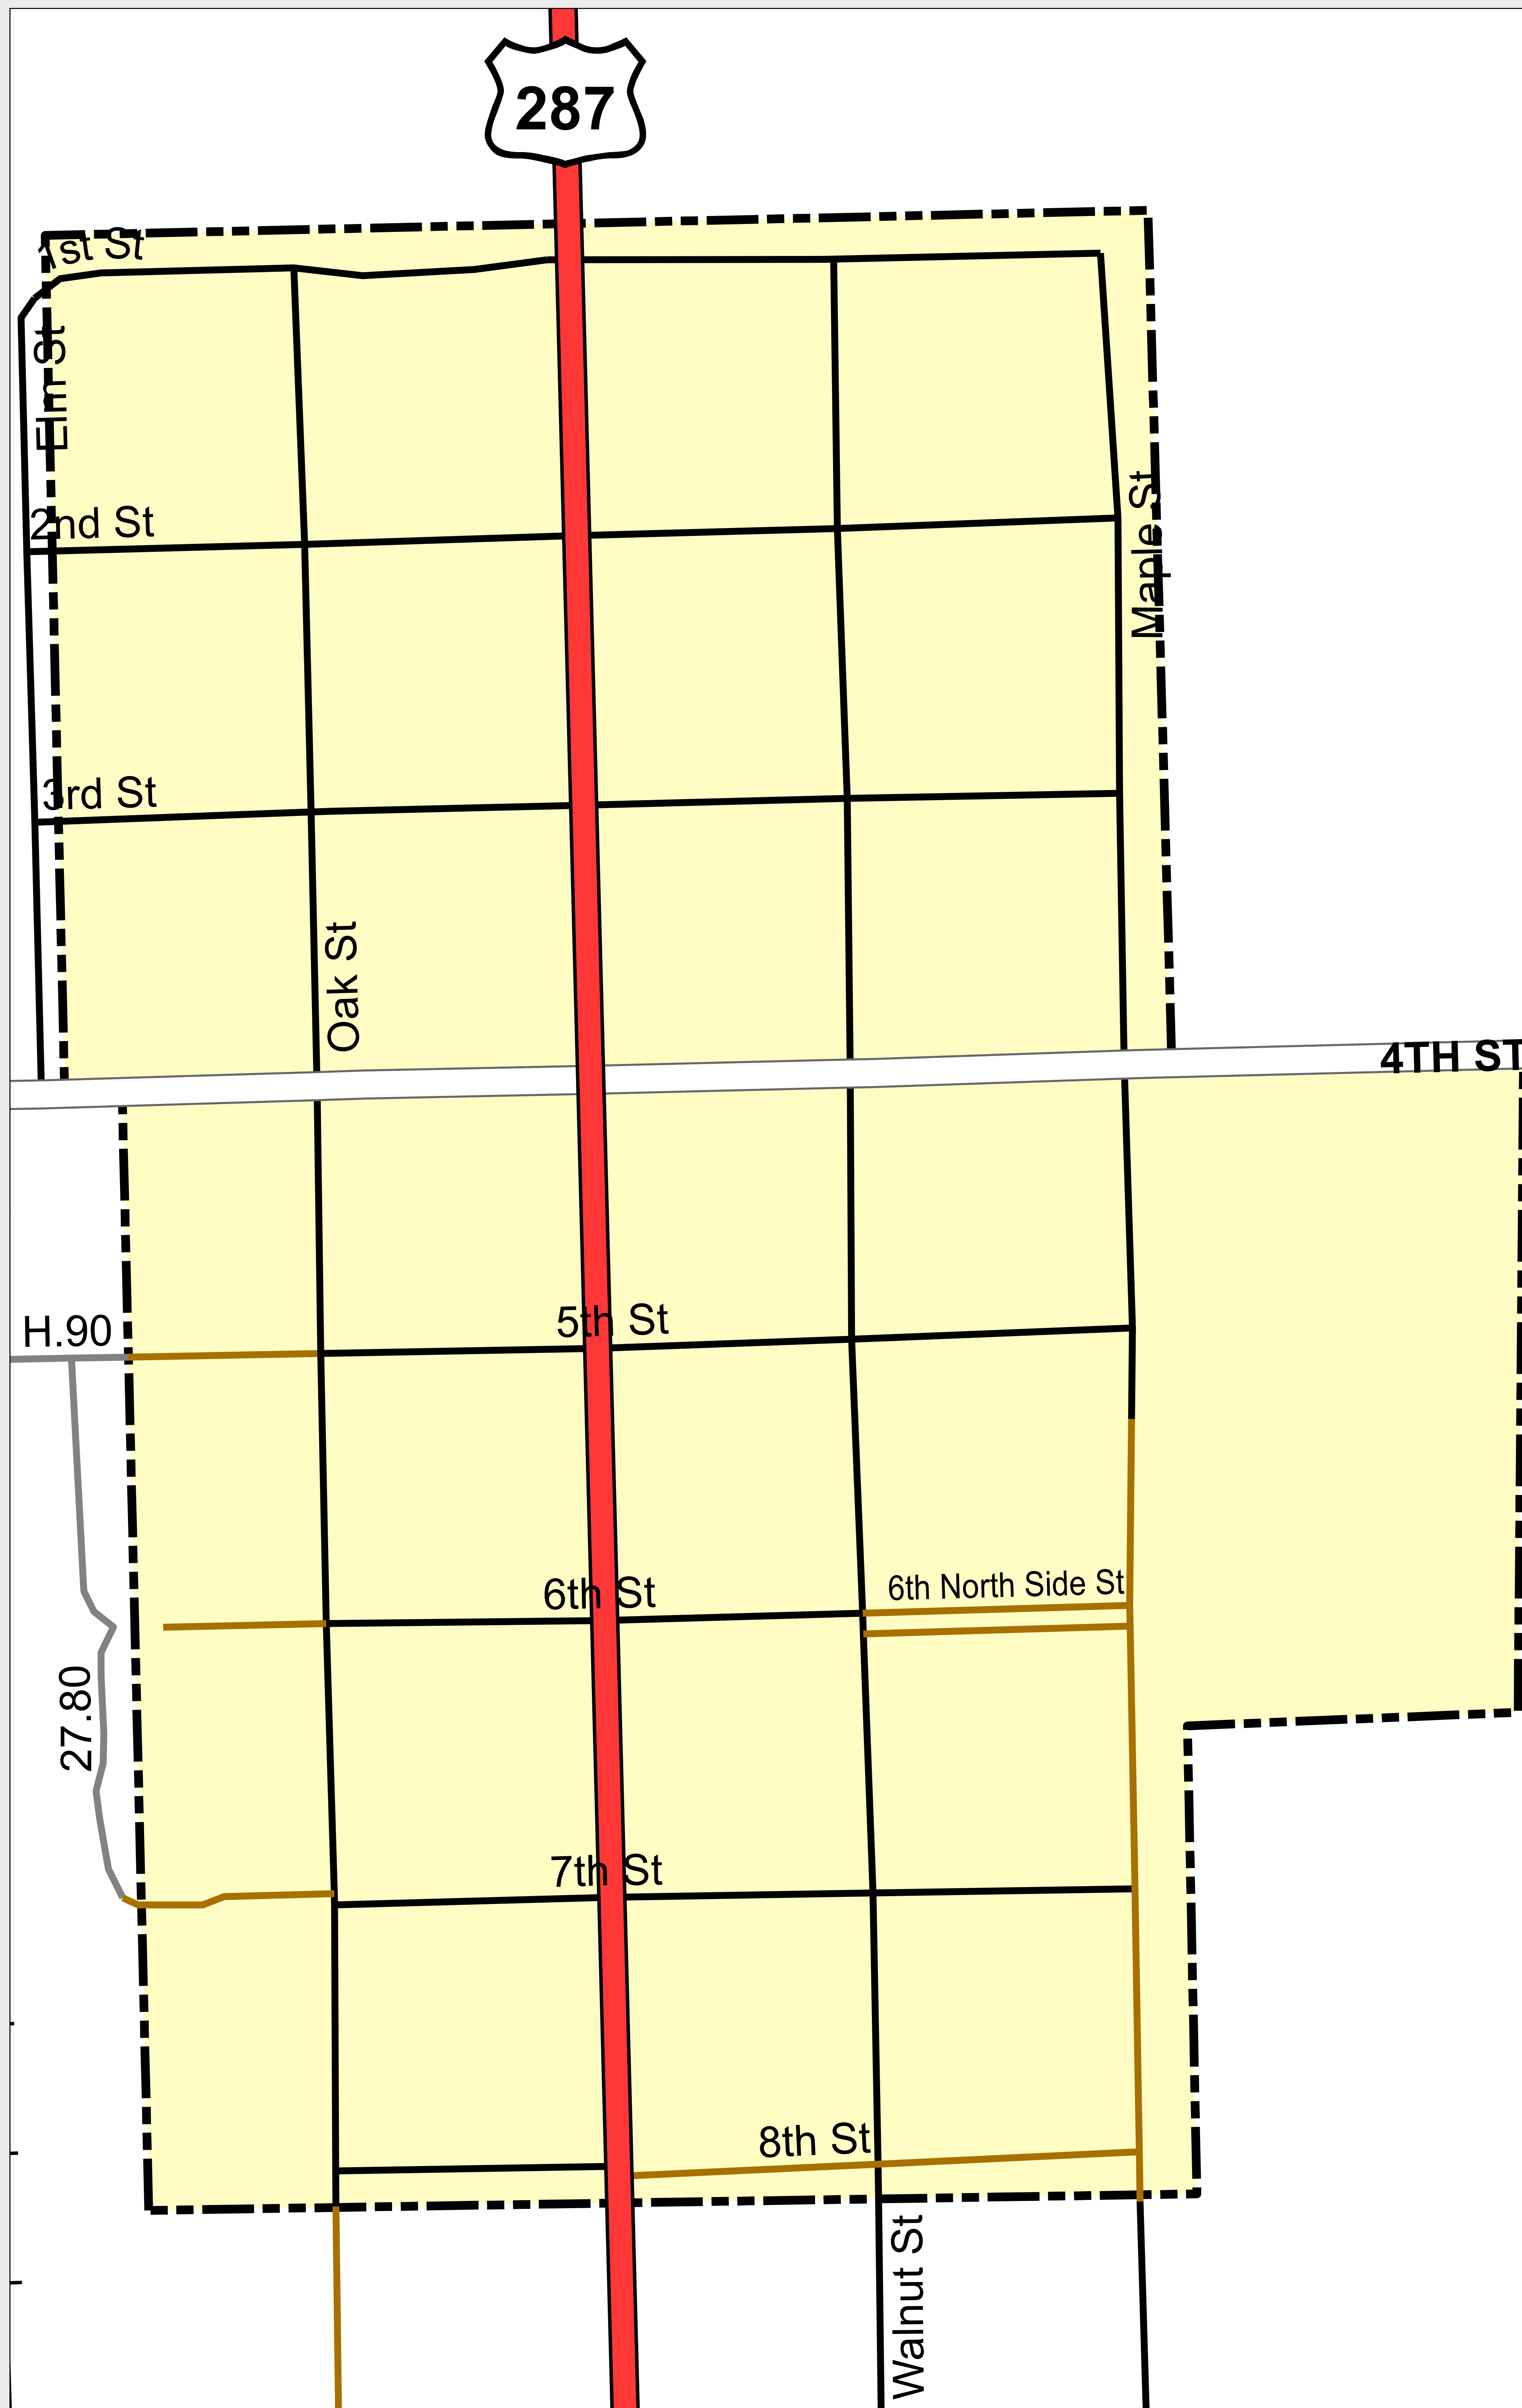 287
1st St
Elm St
2nd St
Maple St
3rd St
Oak St
4TH ST
5th St
H.90
6th St
6th North Side St
27.80
7th St
8th St
Walnut St